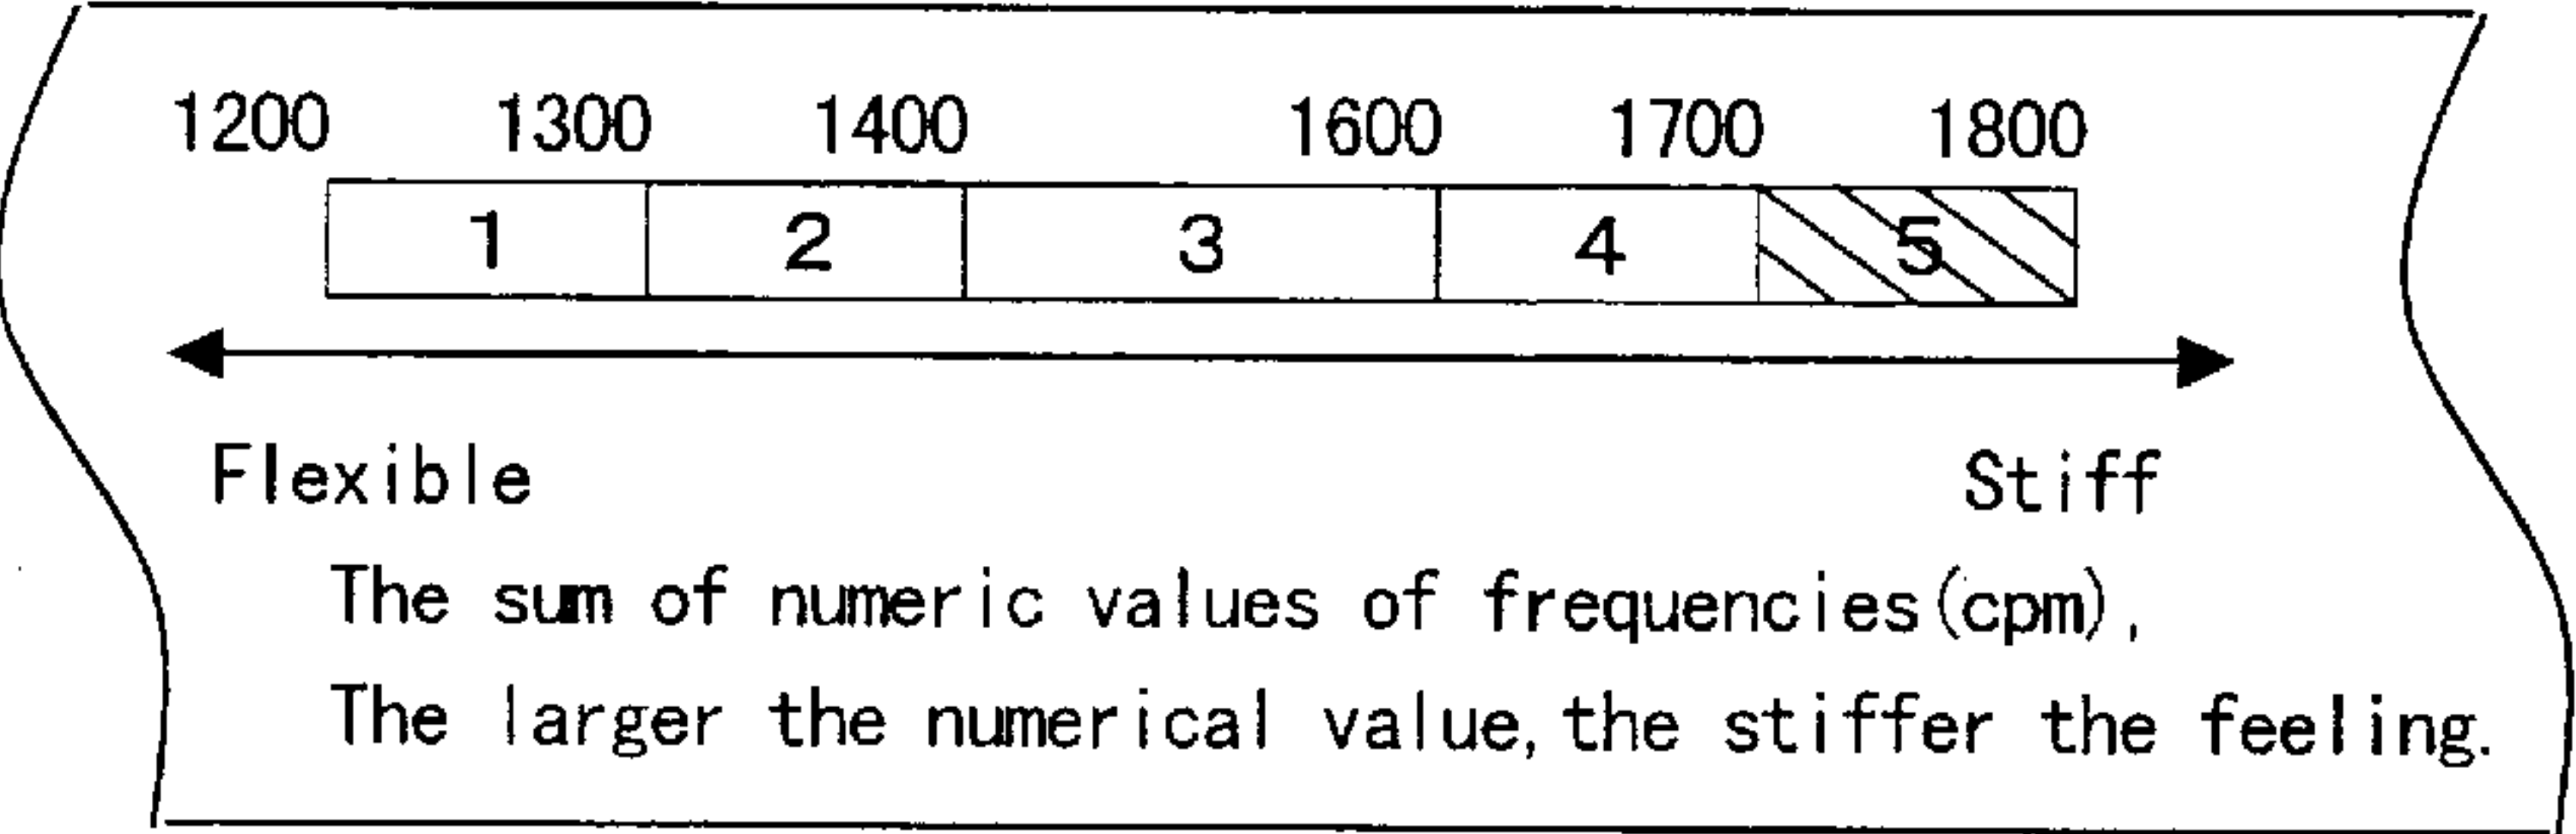 1200 1300 1400 1600 1700 1800
1 2 3 4 5
Flexible Stiff
The sum of numeric values of frequencies(cpm),
The larger the numerical value, the stiffer the feeling.